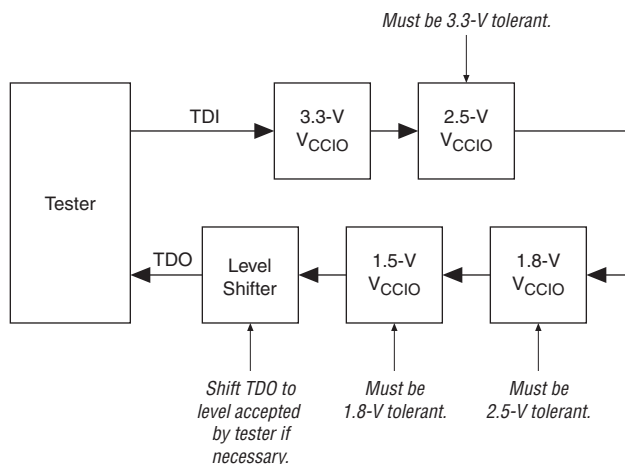 Must be 3.3-V tolerant.
TDI
3.3-V
VCCIO
2.5-V
VCCIO
Tester
TDO
Level
Shifter
1.5-V
VCCIO
1.8-V
VCCIO
Shift TDO to
level accepted
by tester if
necessary.
Must be
1.8-V tolerant.
Must be
2.5-V tolerant.